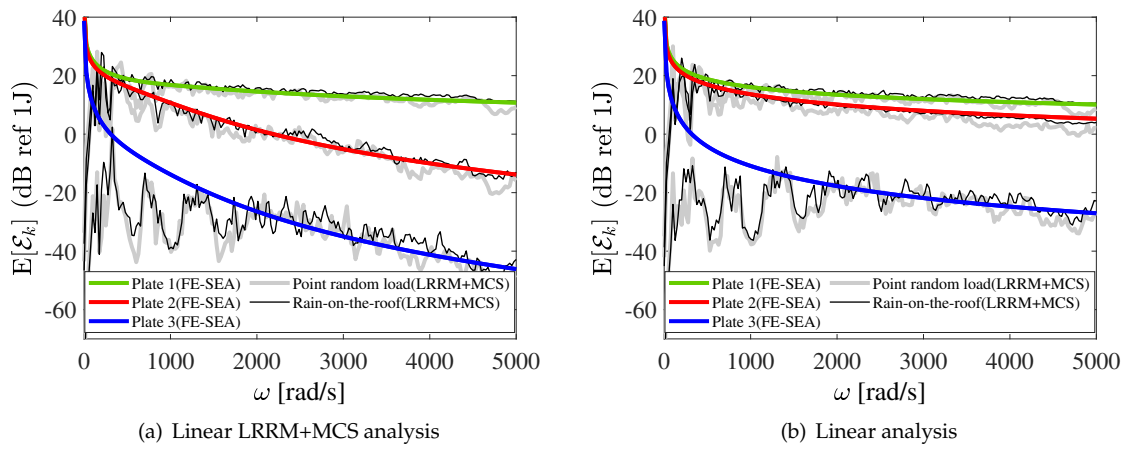 40
20
0
-20
-40
-60
E[ℰₖ] (dB ref 1J)
Plate 1(FE-SEA)
Plate 2(FE-SEA)
Plate 3(FE-SEA)
Point random load(LRRM+MCS)
Rain-on-the-roof(LRRM+MCS)
0 1000 2000 3000 4000 5000
ω [rad/s]
(a) Linear LRRM+MCS analysis
40
20
0
-20
-40
-60
E[ℰₖ] (dB ref 1J)
Plate 1(FE-SEA)
Plate 2(FE-SEA)
Plate 3(FE-SEA)
Point random load(LRRM+MCS)
Rain-on-the-roof(LRRM+MCS)
0 1000 2000 3000 4000 5000
ω [rad/s]
(b) Linear analysis